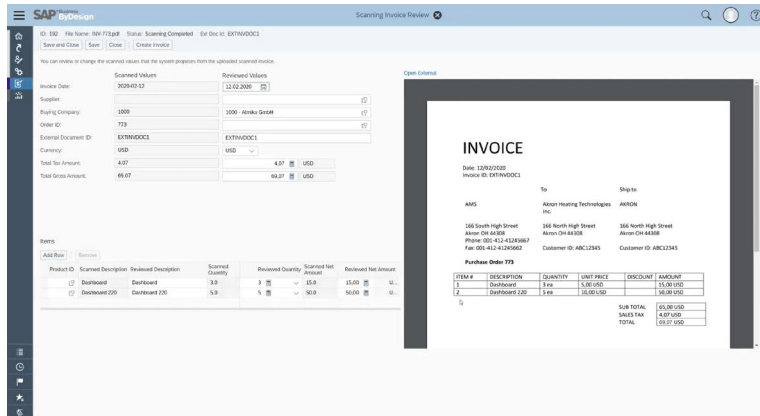 SAP Business ByDesign
Scanning Invoice Review
ID: 192 File Name: INV-773.pdf Status: Scanning Completed Ext Doc Id: EXTINVDOC1
Save and Close Save Close Create Invoice
You can review or change the scanned values that the system proposes from the uploaded scanned invoice.
Scanned Values Reviewed Values
Invoice Date: 2020-02-12 12.02.2020
Supplier:
Buying Company: 1000 1000 - Almika GmbH
Order ID: 773
External Document ID: EXTINVDOC1 EXTINVDOC1
Currency: USD USD
Total Tax Amount: 4.07 4,07 USD
Total Gross Amount: 69.07 69,07 USD
Items
Add Row Remove
Product ID Scanned Description Reviewed Description Scanned Quantity Reviewed Quantity Scanned Net Amount Reviewed Net Amount
Dashboard Dashboard 3.0 3 15.0 15,00 U...
Dashboard 220 Dashboard 220 5.0 5 50.0 50,00 U...
Open External
INVOICE
Date: 12/02/2020
Invoice ID: EXTINVDOC1
To Ship to
AMS Akron Heating Technologies Inc. AKRON
166 South High Street 166 North High Street 166 North High Street
Akron OH 44308 Akron OH 44308 Akron OH 44308
Phone: 001-412-41245667
Fax: 001-412-41245662 Customer ID: ABC12345 Customer ID: ABC12345
Purchase Order 773
ITEM # DESCRIPTION QUANTITY UNIT PRICE DISCOUNT AMOUNT
1 Dashboard 3 ea 5,00 USD 15,00 USD
2 Dashboard 220 5 ea 10,00 USD 50,00 USD
SUB TOTAL 65,00 USD
SALES TAX 4,07 USD
TOTAL 69,07 USD